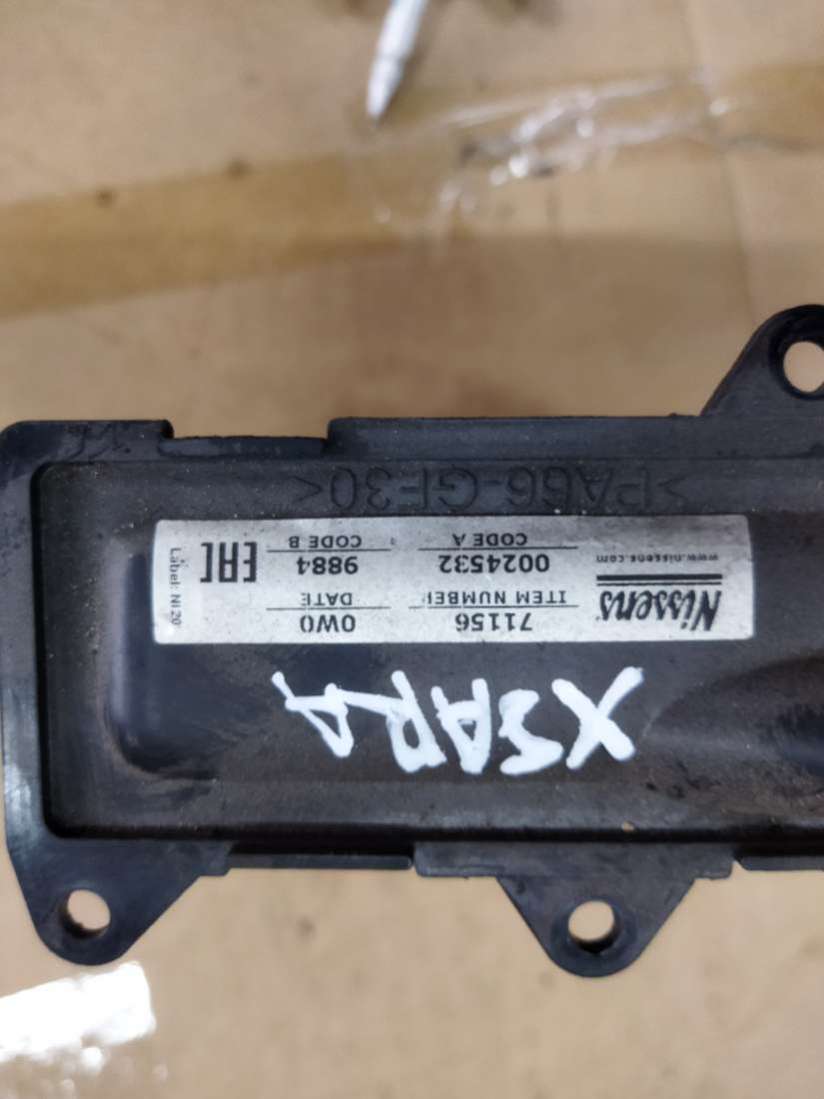 XSARA
Nissens
www.nissens.com
ITEM NUMBER
71156
DATE
0W0
CODE A
0024532
CODE B
9884
EAC
Label: NI 20
>PA66-GF30<